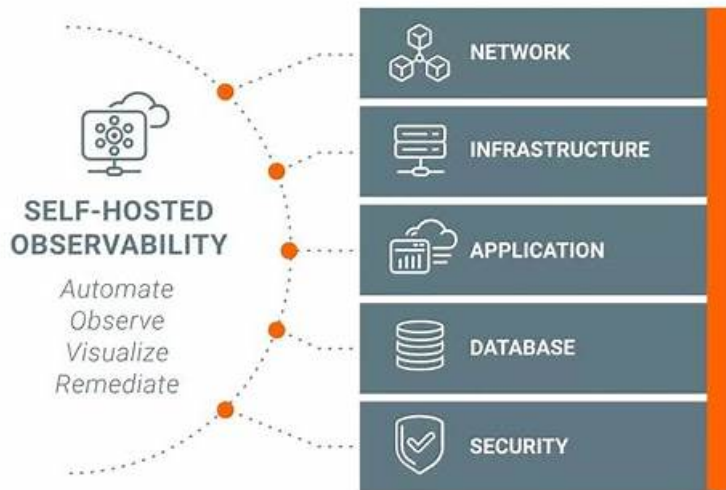 SELF-HOSTED
OBSERVABILITY
Automate
Observe
Visualize
Remediate
NETWORK
INFRASTRUCTURE
APPLICATION
DATABASE
SECURITY